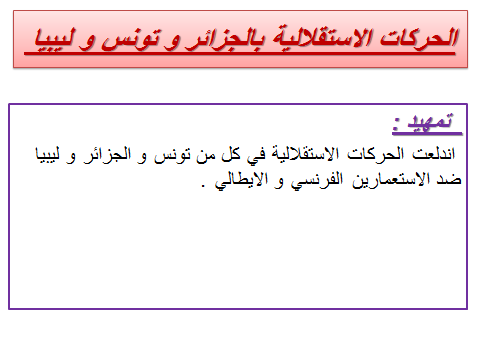 الحركات الاستقلالية بالجزائر و تونس و ليبيا
تمهيد :
اندلعت الحركات الاستقلالية في كل من تونس و الجزائر و ليبيا
ضد الاستعمارين الفرنسي و الايطالي .